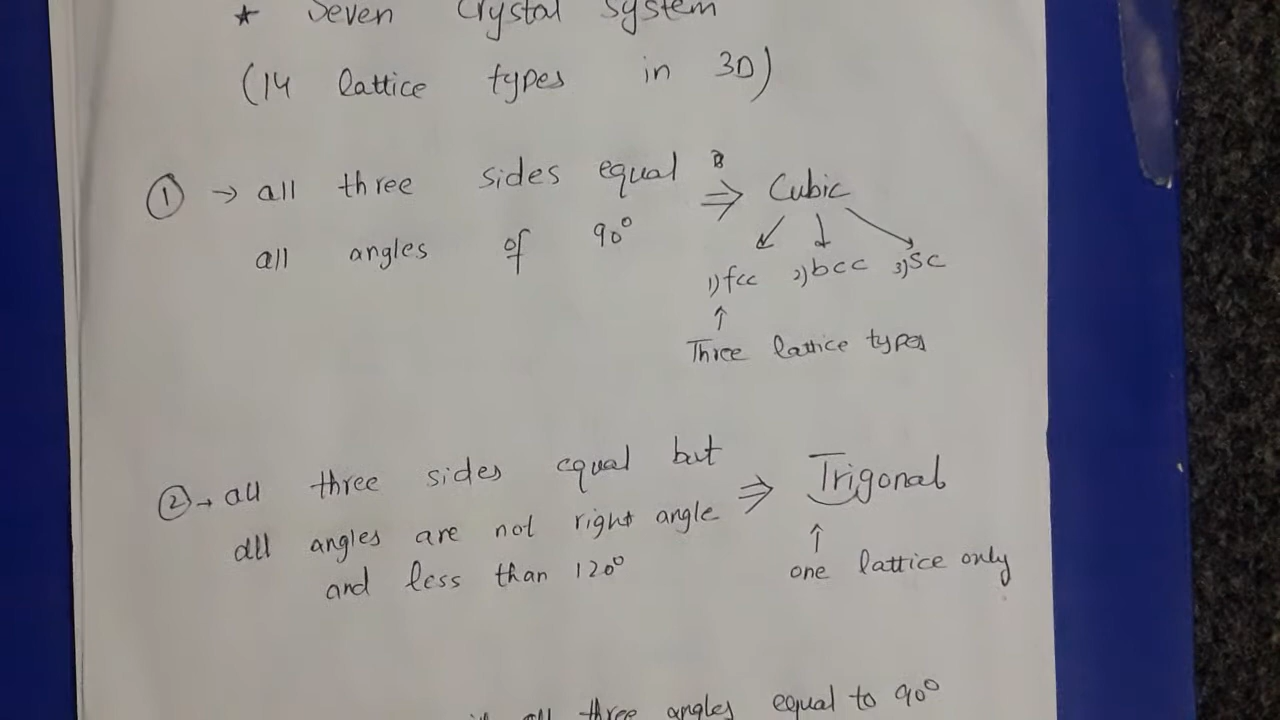 * Seven Crystal System
(14 lattice types in 3D)
① → all three sides equal ⇒ Cubic
all angles of 90°
1) fcc 2) bcc 3) SC
↑
Three lattice types
② → all three sides equal but
all angles are not right angle ⇒ Trigonal
and less than 120°
↑
one lattice only
all three angles equal to 90°